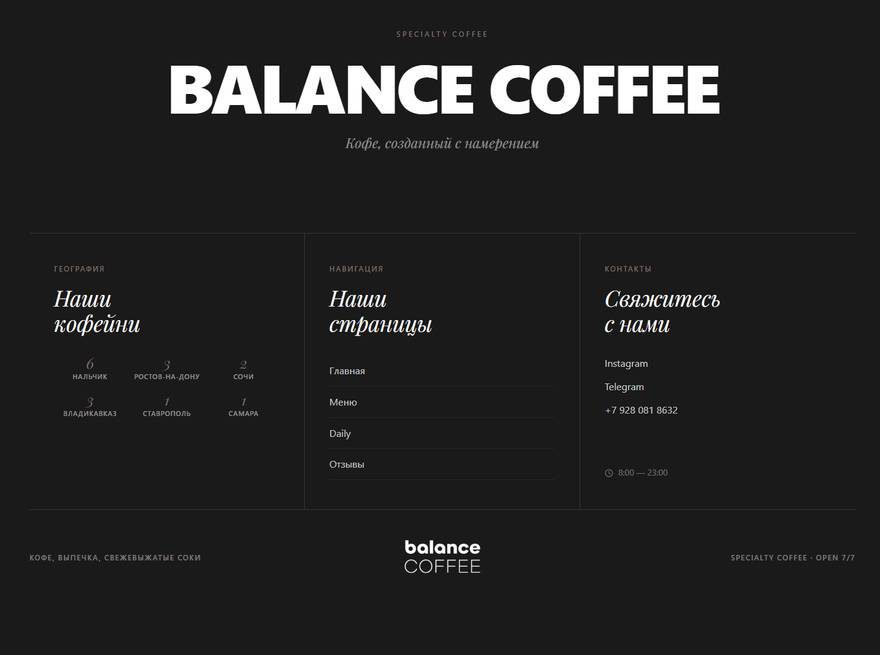 SPECIALTY COFFEE
BALANCE COFFEE
Кофе, созданный с намерением
ГЕОГРАФИЯ
Наши
кофейни
6
НАЛЬЧИК
3
РОСТОВ-НА-ДОНУ
2
СОЧИ
3
ВЛАДИКАВКАЗ
1
СТАВРОПОЛЬ
1
САМАРА
НАВИГАЦИЯ
Наши
страницы
Главная
Меню
Daily
Отзывы
КОНТАКТЫ
Свяжитесь
с нами
Instagram
Telegram
+7 928 081 8632
8:00 — 23:00
КОФЕ, ВЫПЕЧКА, СВЕЖЕВЫЖАТЫЕ СОКИ
balance
COFFEE
SPECIALTY COFFEE · OPEN 7/7